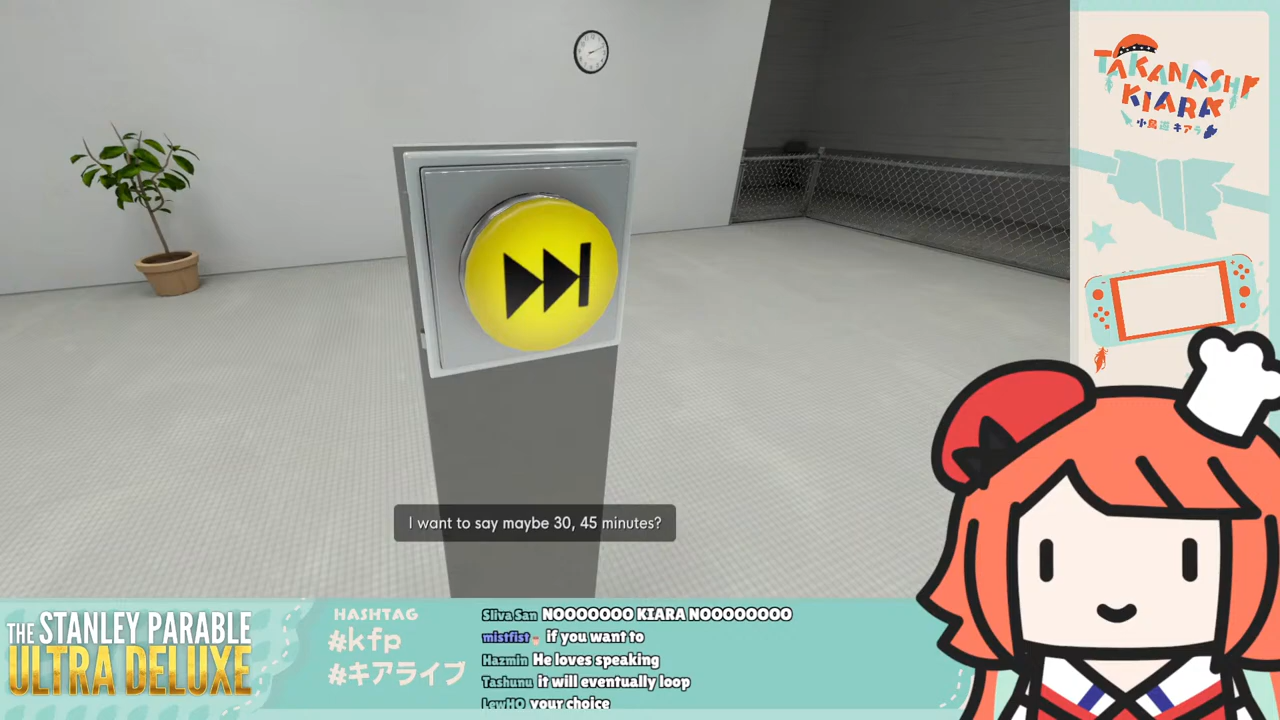 TAKANASHI
KIARA
小鳥遊キアラ
I want to say maybe 30, 45 minutes?
THE STANLEY PARABLE
ULTRA DELUXE
HASHTAG
#kfp
#キアライブ
Silva San NOOOOOOO KIARA NOOOOOOOO
mistfist if you want to
Hazmin He loves speaking
Tashunu it will eventually loop
LewHQ your choice